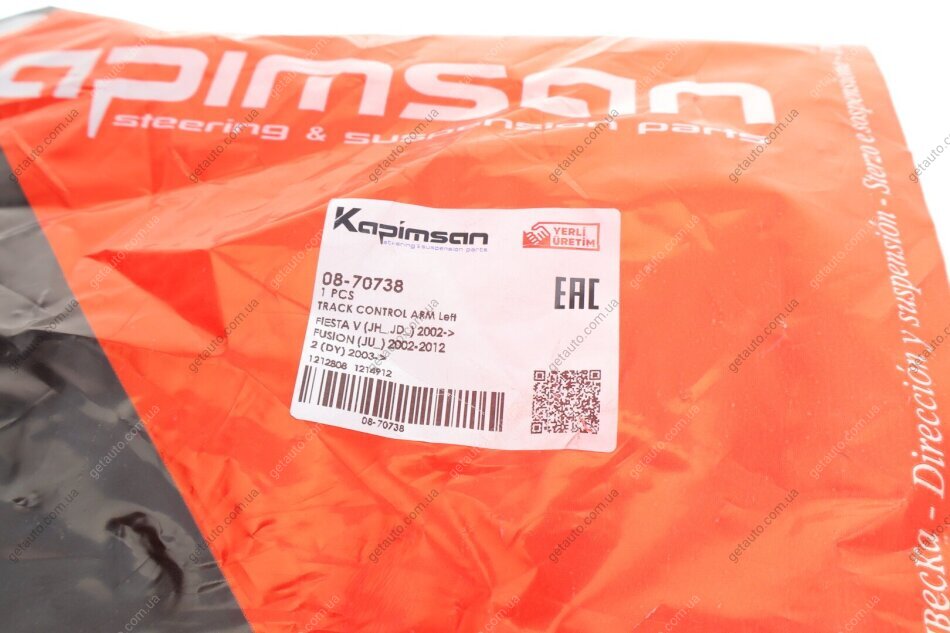 apimsan
steering & suspension parts
Kapimsan
steering & suspension parts
YERLİ
ÜRETİM
08-70738
1 PCS
EAC
TRACK CONTROL ARM Left
FIESTA V (JH_, JD_) 2002->
FUSION (JU_) 2002-2012
2 (DY) 2003->
1212808 1214912
08-70738
Dirección y suspensión - Sterzo e sospensione
getauto.com.ua